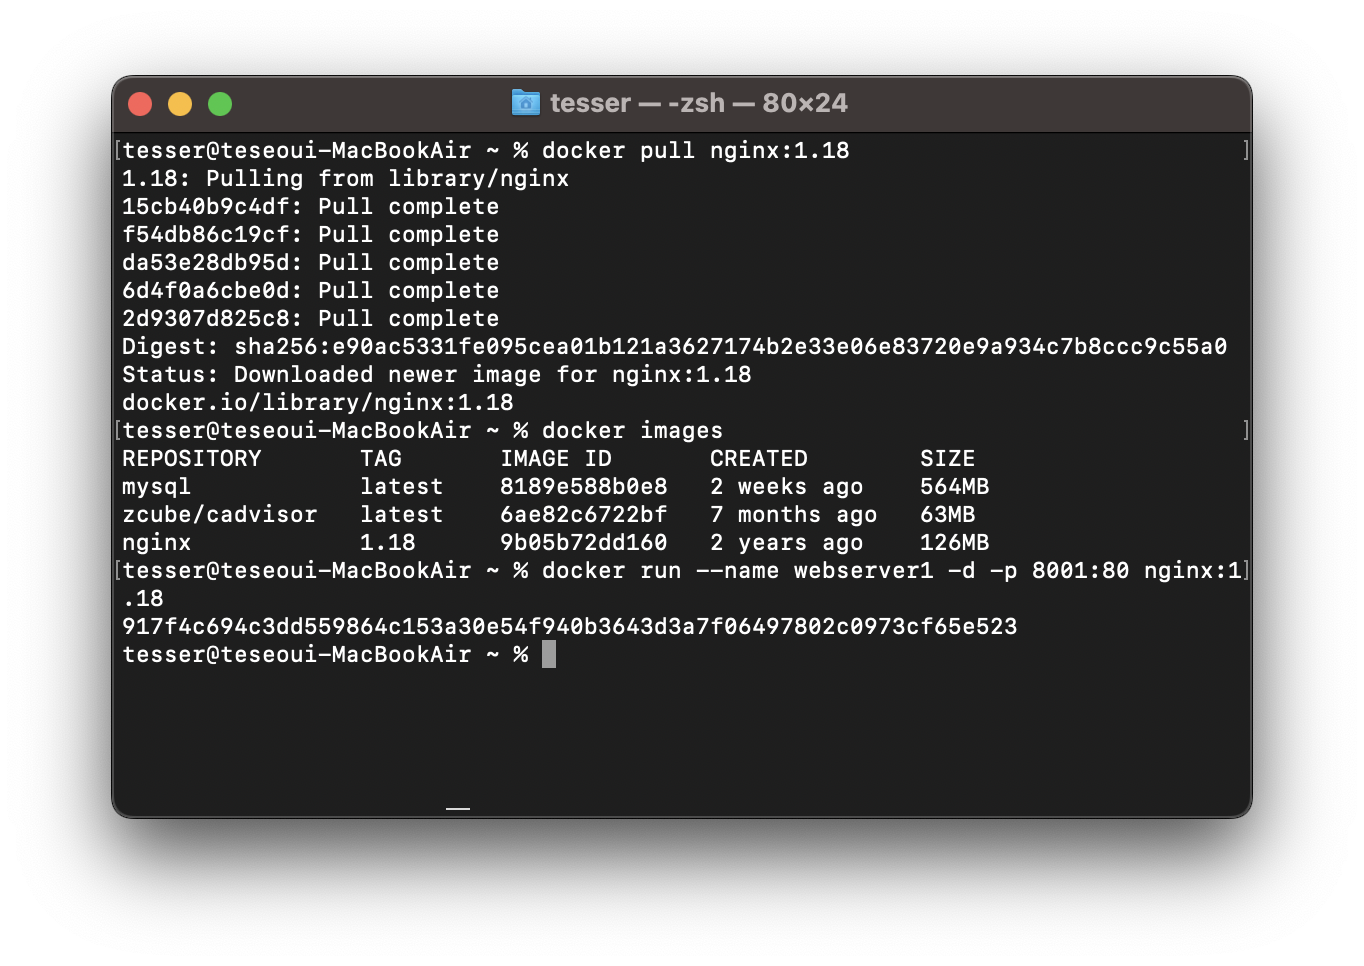 tesser — -zsh — 80×24
[tesser@teseoui-MacBookAir ~ % docker pull nginx:1.18 ]
1.18: Pulling from library/nginx
15cb40b9c4df: Pull complete
f54db86c19cf: Pull complete
da53e28db95d: Pull complete
6d4f0a6cbe0d: Pull complete
2d9307d825c8: Pull complete
Digest: sha256:e90ac5331fe095cea01b121a3627174b2e33e06e83720e9a934c7b8ccc9c55a0
Status: Downloaded newer image for nginx:1.18
docker.io/library/nginx:1.18
[tesser@teseoui-MacBookAir ~ % docker images ]
REPOSITORY TAG IMAGE ID CREATED SIZE
mysql latest 8189e588b0e8 2 weeks ago 564MB
zcube/cadvisor latest 6ae82c6722bf 7 months ago 63MB
nginx 1.18 9b05b72dd160 2 years ago 126MB
[tesser@teseoui-MacBookAir ~ % docker run --name webserver1 -d -p 8001:80 nginx:1]
.18
917f4c694c3dd559864c153a30e54f940b3643d3a7f06497802c0973cf65e523
tesser@teseoui-MacBookAir ~ %